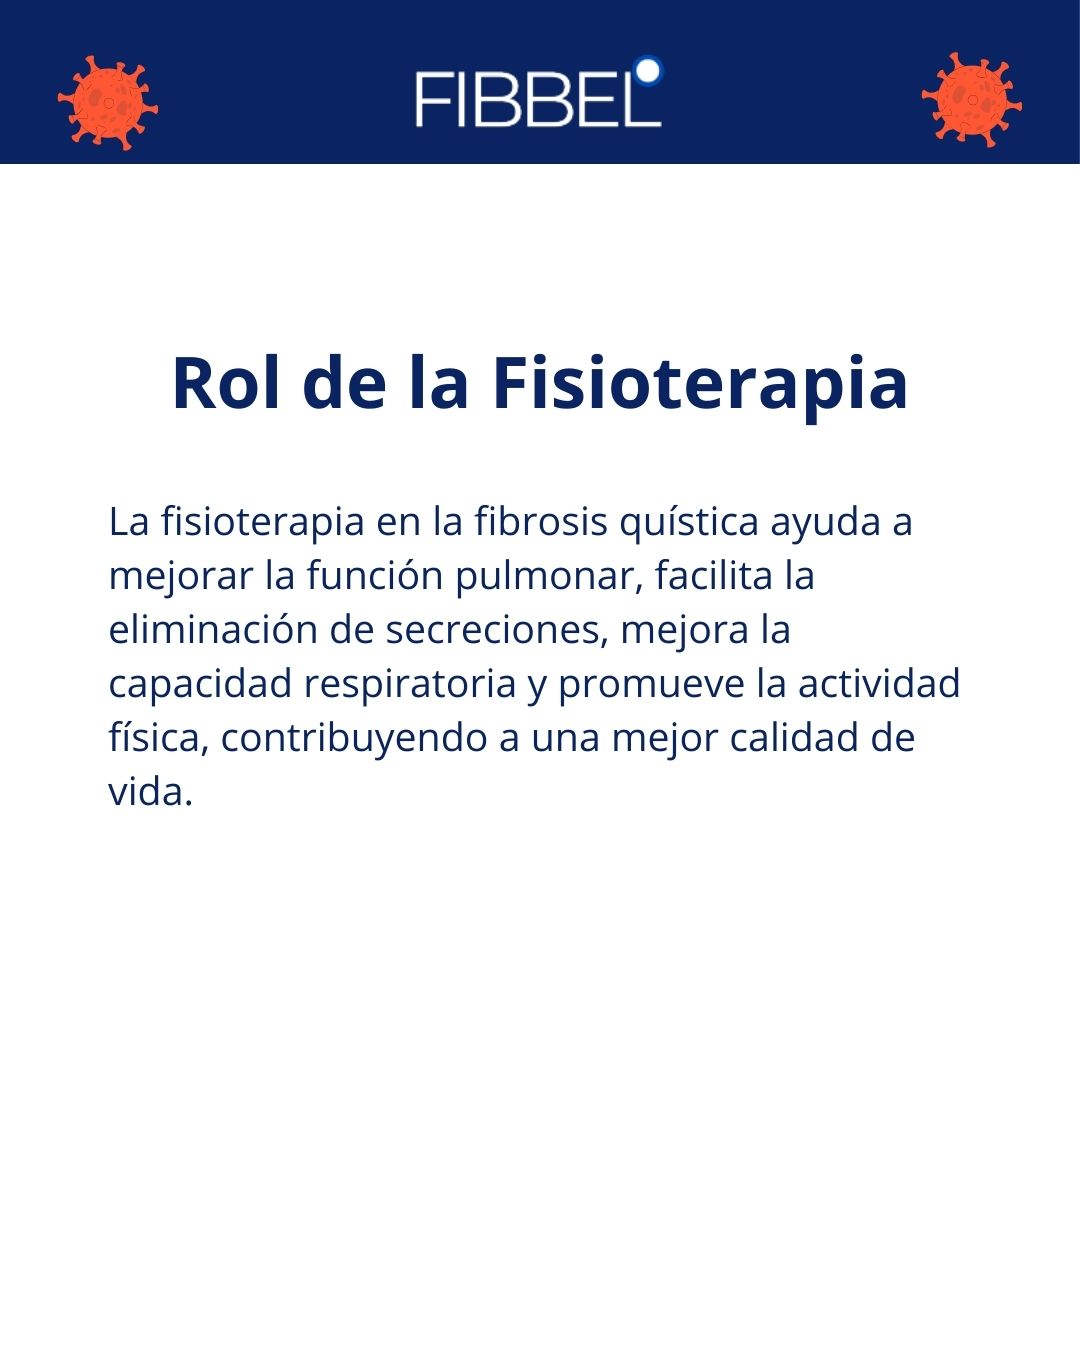 FIBBEL
Rol de la Fisioterapia
La fisioterapia en la fibrosis quística ayuda a
mejorar la función pulmonar, facilita la
eliminación de secreciones, mejora la
capacidad respiratoria y promueve la actividad
física, contribuyendo a una mejor calidad de
vida.